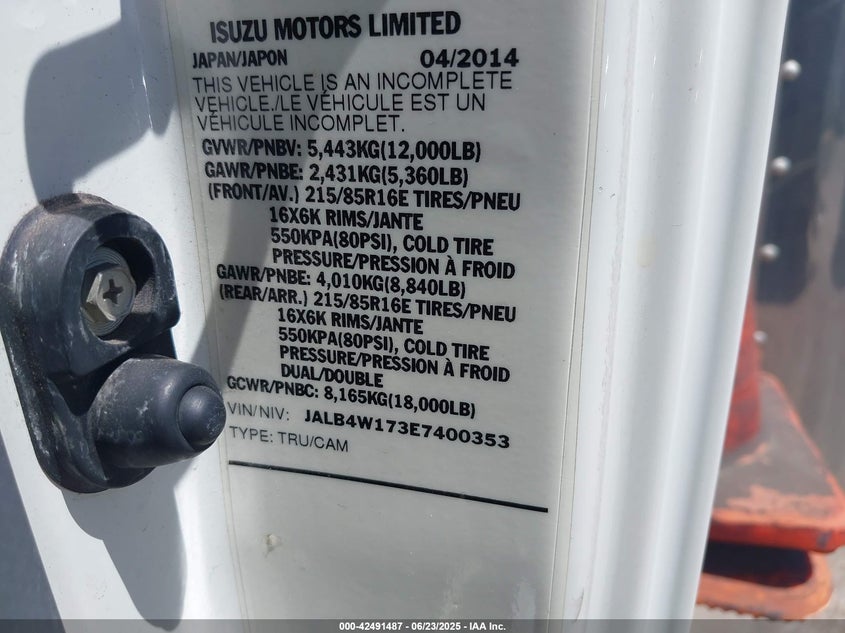 ISUZU MOTORS LIMITED
JAPAN/JAPON 04/2014
THIS VEHICLE IS AN INCOMPLETE
VEHICLE./LE VÉHICULE EST UN
VÉHICULE INCOMPLET.
GVWR/PNBV: 5,443KG(12,000LB)
GAWR/PNBE: 2,431KG(5,360LB)
(FRONT/AV.) 215/85R16E TIRES/PNEU
16X6K RIMS/JANTE
550KPA(80PSI), COLD TIRE
PRESSURE/PRESSION À FROID
GAWR/PNBE: 4,010KG(8,840LB)
(REAR/ARR.) 215/85R16E TIRES/PNEU
16X6K RIMS/JANTE
550KPA(80PSI), COLD TIRE
PRESSURE/PRESSION À FROID
DUAL/DOUBLE
GCWR/PNBC: 8,165KG(18,000LB)
VIN/NIV: JALB4W173E7400353
TYPE: TRU/CAM
000-42491487 - 06/23/2025 - IAA Inc.